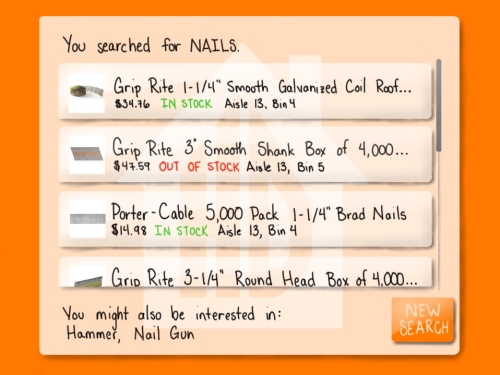 You searched for NAILS.
Grip Rite 1-1/4" Smooth Galvanized Coil Roof...
$34.76 IN STOCK Aisle 13, Bin 4
Grip Rite 3" Smooth Shank Box of 4,000...
$47.59 OUT OF STOCK Aisle 13, Bin 5
Porter-Cable 5,000 Pack 1-1/4" Brad Nails
$14.98 IN STOCK Aisle 13, Bin 4
Grip Rite 3-1/4" Round Head Box of 4,000...
You might also be interested in:
Hammer, Nail Gun
NEW
SEARCH